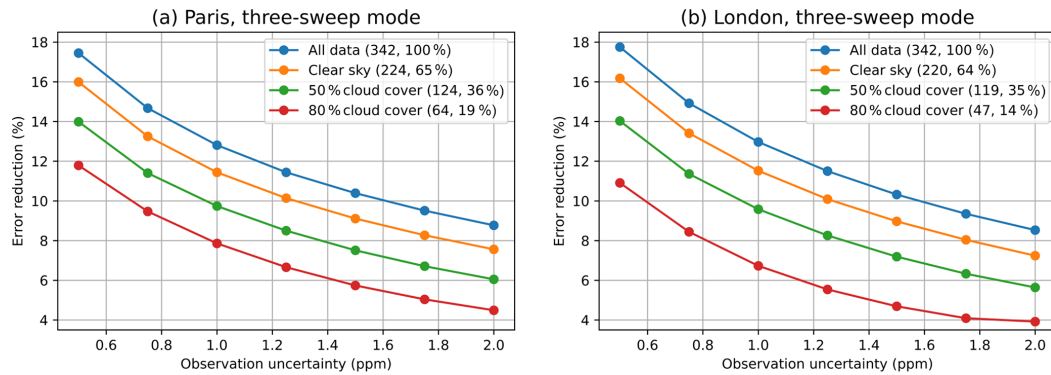 (a) Paris, three-sweep mode
18
16
14
12
10
8
6
4
Error reduction (%)
All data (342, 100 %)
Clear sky (224, 65 %)
50 % cloud cover (124, 36 %)
80 % cloud cover (64, 19 %)
0.6 0.8 1.0 1.2 1.4 1.6 1.8 2.0
Observation uncertainty (ppm)
(b) London, three-sweep mode
18
16
14
12
10
8
6
4
Error reduction (%)
All data (342, 100 %)
Clear sky (220, 64 %)
50 % cloud cover (119, 35 %)
80 % cloud cover (47, 14 %)
0.6 0.8 1.0 1.2 1.4 1.6 1.8 2.0
Observation uncertainty (ppm)